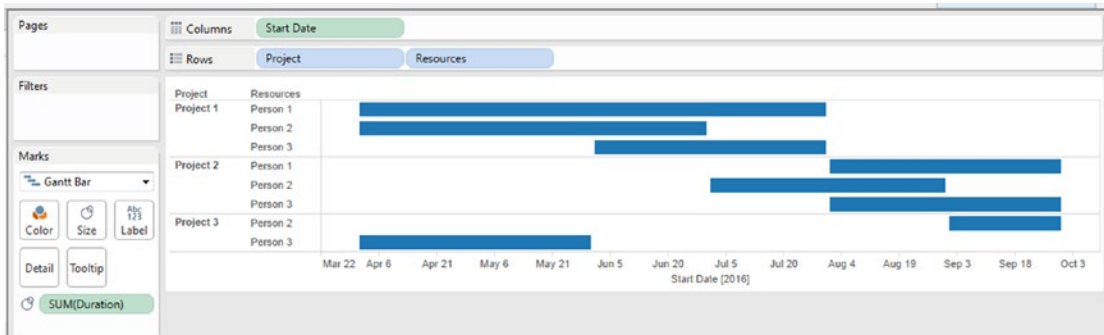 Pages
Columns Start Date
Rows Project Resources
Filters
Project Resources
Project 1 Person 1
Person 2
Person 3
Marks
Project 2 Person 1
Gantt Bar
Person 2
Person 3
Abc
123
Color Size Label
Project 3 Person 2
Person 3
Detail Tooltip
Mar 22 Apr 6 Apr 21 May 6 May 21 Jun 5 Jun 20 Jul 5 Jul 20 Aug 4 Aug 19 Sep 3 Sep 18 Oct 3
Start Date [2016]
SUM(Duration)